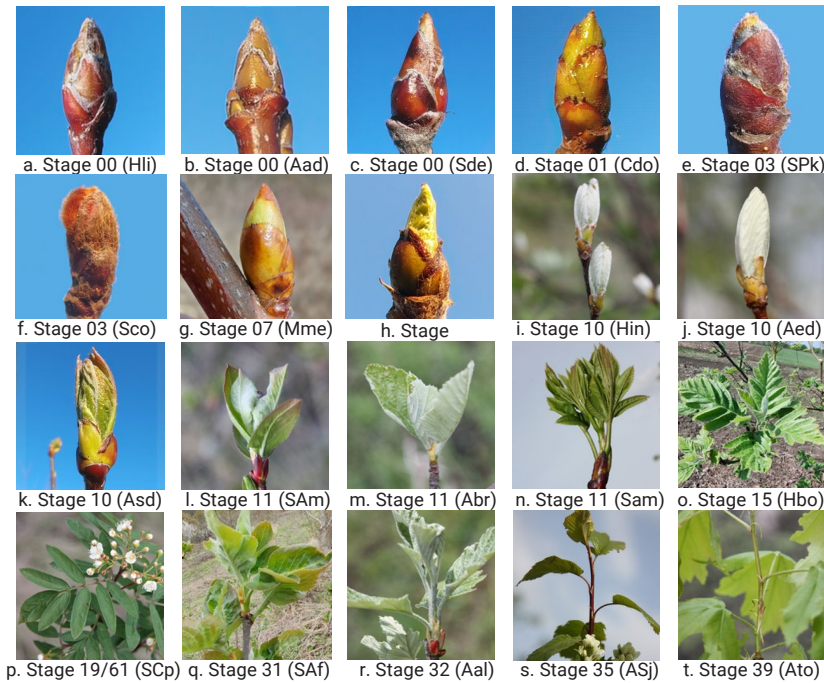 a. Stage 00 (Hli) b. Stage 00 (Aad) c. Stage 00 (Sde) d. Stage 01 (Cdo) e. Stage 03 (SPk)
f. Stage 03 (Sco) g. Stage 07 (Mme) h. Stage i. Stage 10 (Hin) j. Stage 10 (Aed)
k. Stage 10 (Asd) l. Stage 11 (SAm) m. Stage 11 (Abr) n. Stage 11 (Sam) o. Stage 15 (Hbo)
p. Stage 19/61 (SCp) q. Stage 31 (SAf) r. Stage 32 (Aal) s. Stage 35 (ASj) t. Stage 39 (Ato)